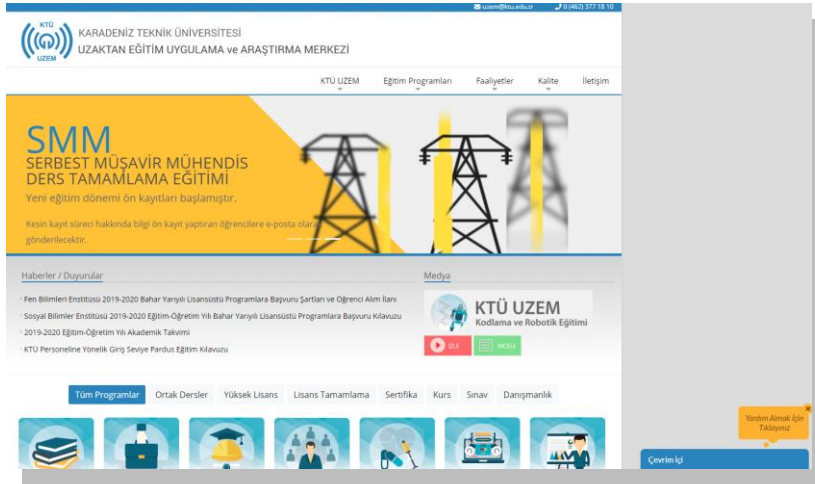 uzem@ktu.edu.tr 0 (462) 377 18 10
KTÜ
UZEM
KARADENİZ TEKNİK ÜNİVERSİTESİ
UZAKTAN EĞİTİM UYGULAMA ve ARAŞTIRMA MERKEZİ
KTÜ UZEM Eğitim Programları Faaliyetler Kalite İletişim
SMM
SERBEST MÜŞAVİR MÜHENDİS
DERS TAMAMLAMA EĞİTİMİ
Yeni eğitim dönemi ön kayıtları başlamıştır.
Kesin kayıt süreci hakkında bilgi ön kayıt yaptıran öğrencilere e-posta olara
gönderilecektir.
Haberler / Duyurular
Fen Bilimleri Enstitüsü 2019-2020 Bahar Yarıyılı Lisansüstü Programlara Başvuru Şartları ve Öğrenci Alım İlanı
Sosyal Bilimler Enstitüsü 2019-2020 Eğitim-Öğretim Yılı Bahar Yarıyılı Lisansüstü Programlara Başvuru Kılavuzu
2019-2020 Eğitim-Öğretim Yılı Akademik Takvimi
KTÜ Personeline Yönelik Giriş Seviye Pardus Eğitim Kılavuzu
Medya
KTÜ UZEM
Kodlama ve Robotik Eğitimi
İZLE İNCELE
Tüm Programlar Ortak Dersler Yüksek Lisans Lisans Tamamlama Sertifika Kurs Sınav Danışmanlık
Yardım Almak İçin
Tıklayınız
Çevrim İçi